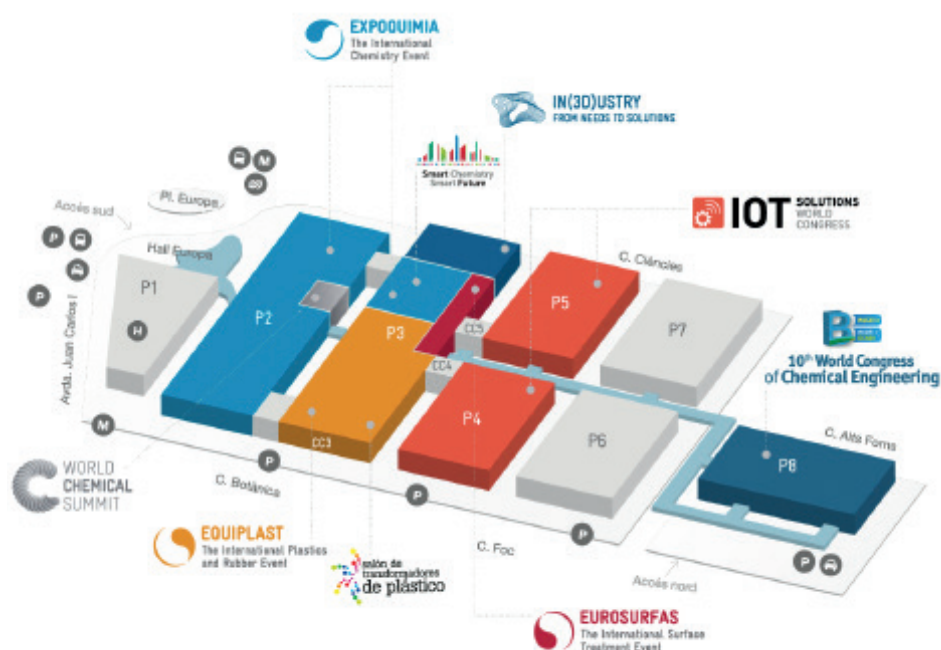 EXPOQUIMIA
The International
Chemistry Event
IN(3D)USTRY
FROM NEEDS TO SOLUTIONS
Smart Chemistry
Smart Future
IOT SOLUTIONS
WORLD
CONGRESS
M
Pl. Europa
Accés sud
P
Hall Europa
P
P1
H
Avda. Juan Carlos I
P2
P3
P5
C. Ciències
P7
CC5
CC4
10th World Congress
of Chemical Engineering
P4
P6
C. Alts Forns
P8
CC3
M
P
C. Botànica
P
P
P
WORLD
CHEMICAL
SUMMIT
EQUIPLAST
The International Plastics
and Rubber Event
salón de
transformadores
de plástico
C. Foc
Accés nord
EUROSURFAS
The International Surface
Treatment Event